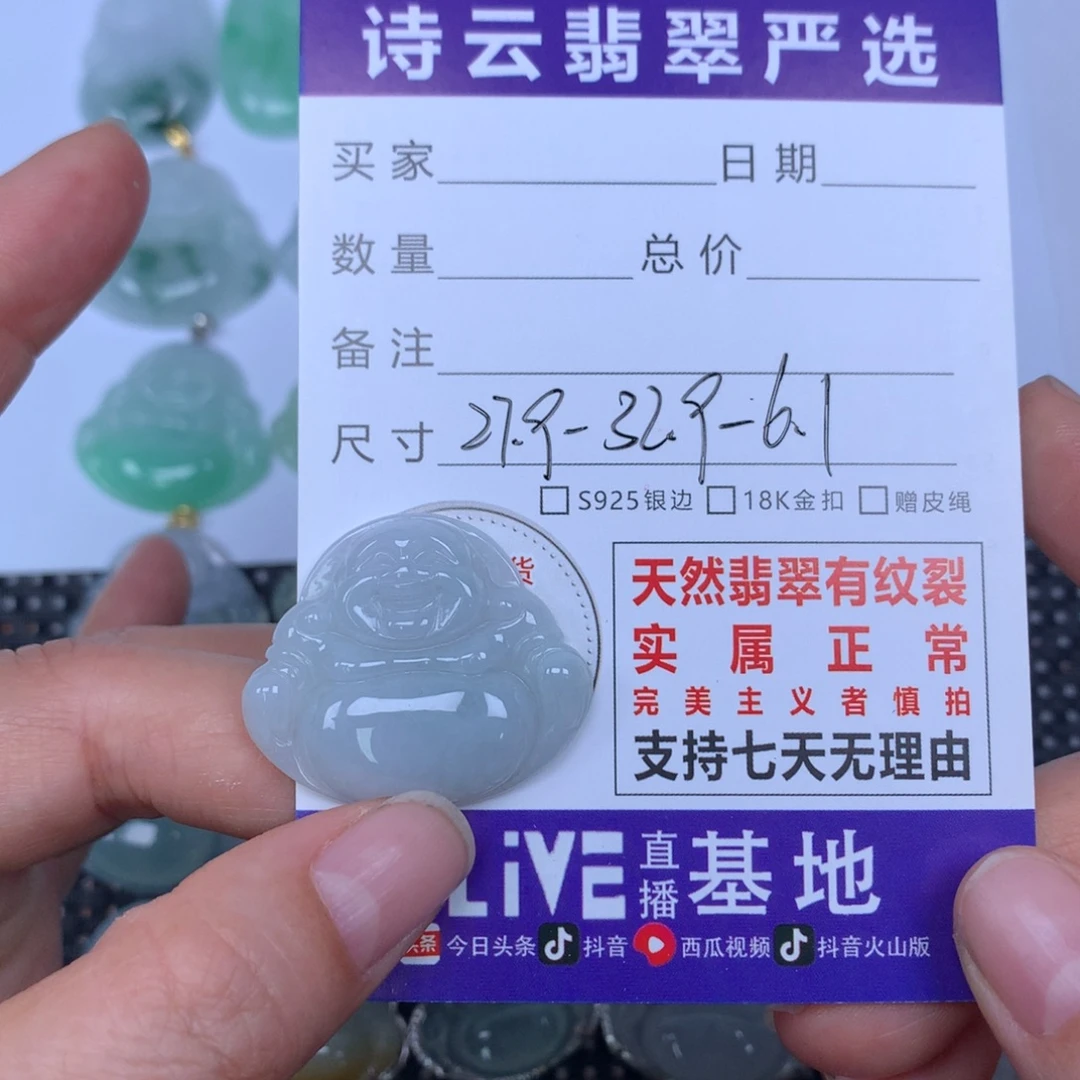 诗云翡翠严选
买家 日期
数量 总价
备注
尺寸 27.9-32.9-6.1
S925银边 18K金扣 赠皮绳
货
天然翡翠有纹裂
实属正常
完美主义者慎拍
支持七天无理由
LiVE 直播 基地
头条 今日头条 抖音 西瓜视频 抖音火山版